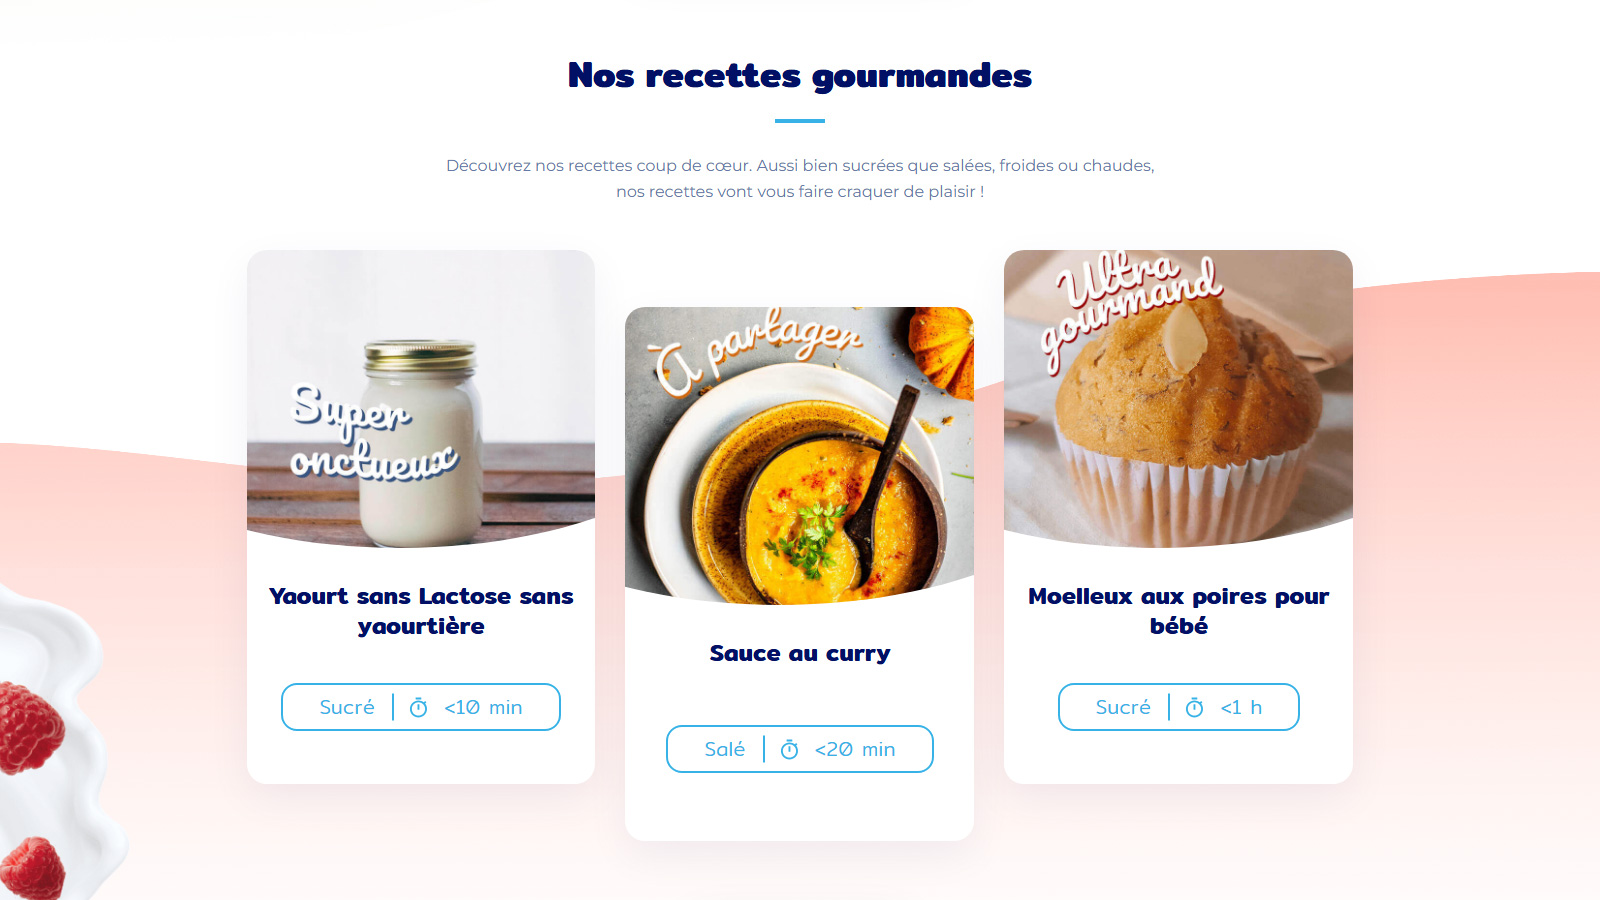 Nos recettes gourmandes
Découvrez nos recettes coup de cœur. Aussi bien sucrées que salées, froides ou chaudes,
nos recettes vont vous faire craquer de plaisir !
Super
onctueux
Yaourt sans Lactose sans
yaourtière
Sucré
<10 min
À partager
Sauce au curry
Salé
<20 min
Ultra
gourmand
Moelleux aux poires pour
bébé
Sucré
<1 h